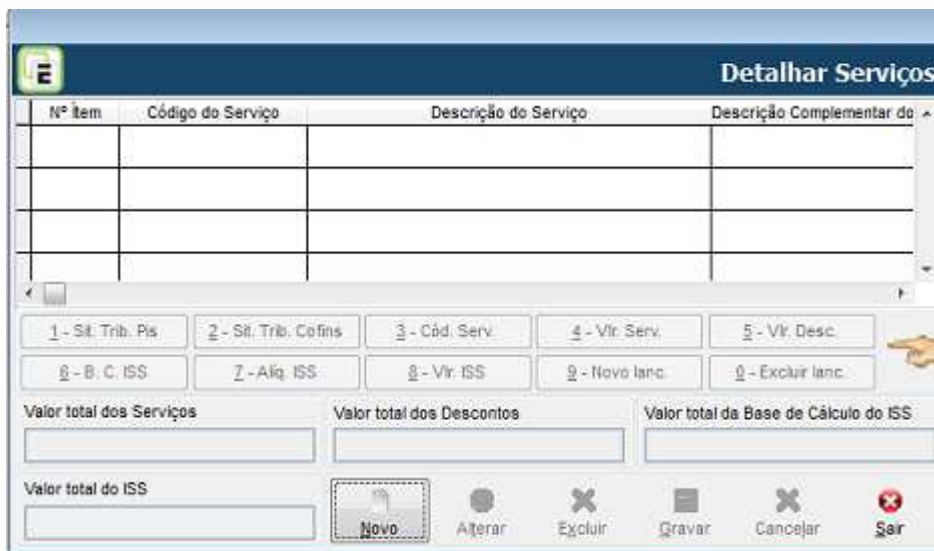 E
Detalhar Serviços
Nº Ítem Código do Serviço Descrição do Serviço Descrição Complementar do
1 - Sit. Trib. Pis 2 - Sit. Trib. Cofins 3 - Cód. Serv. 4 - Vlr. Serv. 5 - Vlr. Desc.
6 - B. C. ISS 7 - Alíq. ISS 8 - Vlr. ISS 9 - Novo lanc. 0 - Excluir lanc.
Valor total dos Serviços Valor total dos Descontos Valor total da Base de Cálculo do ISS
Valor total do ISS
Novo Alterar Excluir Gravar Cancelar Sair